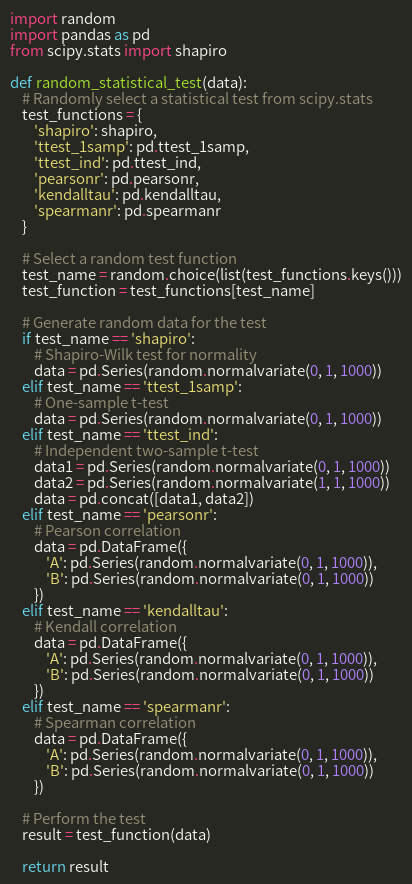 import random
import pandas as pd
from scipy.stats import shapiro

def random_statistical_test(data):
    # Randomly select a statistical test from scipy.stats
    test_functions = {
        'shapiro': shapiro,
        'ttest_1samp': pd.ttest_1samp,
        'ttest_ind': pd.ttest_ind,
        'pearsonr': pd.pearsonr,
        'kendalltau': pd.kendalltau,
        'spearmanr': pd.spearmanr
    }

    # Select a random test function
    test_name = random.choice(list(test_functions.keys()))
    test_function = test_functions[test_name]

    # Generate random data for the test
    if test_name == 'shapiro':
        # Shapiro-Wilk test for normality
        data = pd.Series(random.normalvariate(0, 1, 1000))
    elif test_name == 'ttest_1samp':
        # One-sample t-test
        data = pd.Series(random.normalvariate(0, 1, 1000))
    elif test_name == 'ttest_ind':
        # Independent two-sample t-test
        data1 = pd.Series(random.normalvariate(0, 1, 1000))
        data2 = pd.Series(random.normalvariate(1, 1, 1000))
        data = pd.concat([data1, data2])
    elif test_name == 'pearsonr':
        # Pearson correlation
        data = pd.DataFrame({
            'A': pd.Series(random.normalvariate(0, 1, 1000)),
            'B': pd.Series(random.normalvariate(0, 1, 1000))
        })
    elif test_name == 'kendalltau':
        # Kendall correlation
        data = pd.DataFrame({
            'A': pd.Series(random.normalvariate(0, 1, 1000)),
            'B': pd.Series(random.normalvariate(0, 1, 1000))
        })
    elif test_name == 'spearmanr':
        # Spearman correlation
        data = pd.DataFrame({
            'A': pd.Series(random.normalvariate(0, 1, 1000)),
            'B': pd.Series(random.normalvariate(0, 1, 1000))
        })

    # Perform the test
    result = test_function(data)

    return result